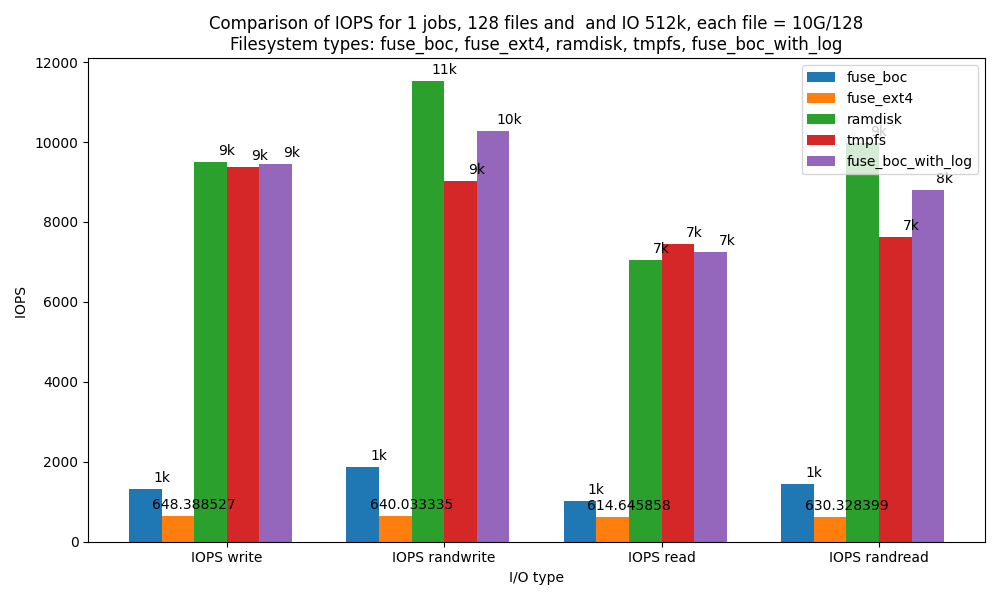 Comparison of IOPS for 1 jobs, 128 files and  and IO 512k, each file = 10G/128
Filesystem types: fuse_boc, fuse_ext4, ramdisk, tmpfs, fuse_boc_with_log
12000
10000
8000
6000
4000
2000
0
IOPS
fuse_boc
fuse_ext4
ramdisk
tmpfs
fuse_boc_with_log
1k
648.388527
9k
9k
9k
1k
640.033335
11k
9k
10k
1k
614.645858
7k
7k
7k
1k
630.328399
9k
7k
8k
IOPS write
IOPS randwrite
IOPS read
IOPS randread
I/O type